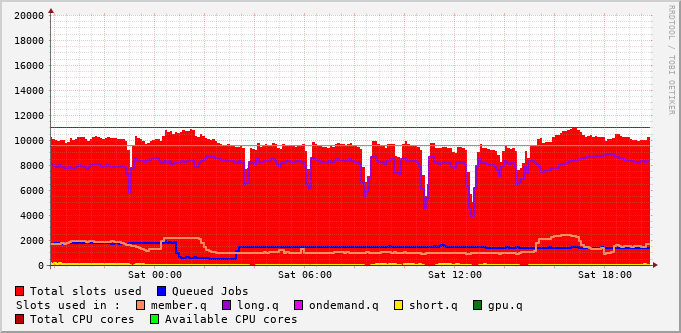 20000
18000
16000
14000
12000
10000
8000
6000
4000
2000
0
Sat 00:00 Sat 06:00 Sat 12:00 Sat 18:00
RRDTOOL / TOBI OETIKER
Total slots used Queued Jobs
Slots used in : member.q long.q ondemand.q short.q gpu.q
Total CPU cores Available CPU cores